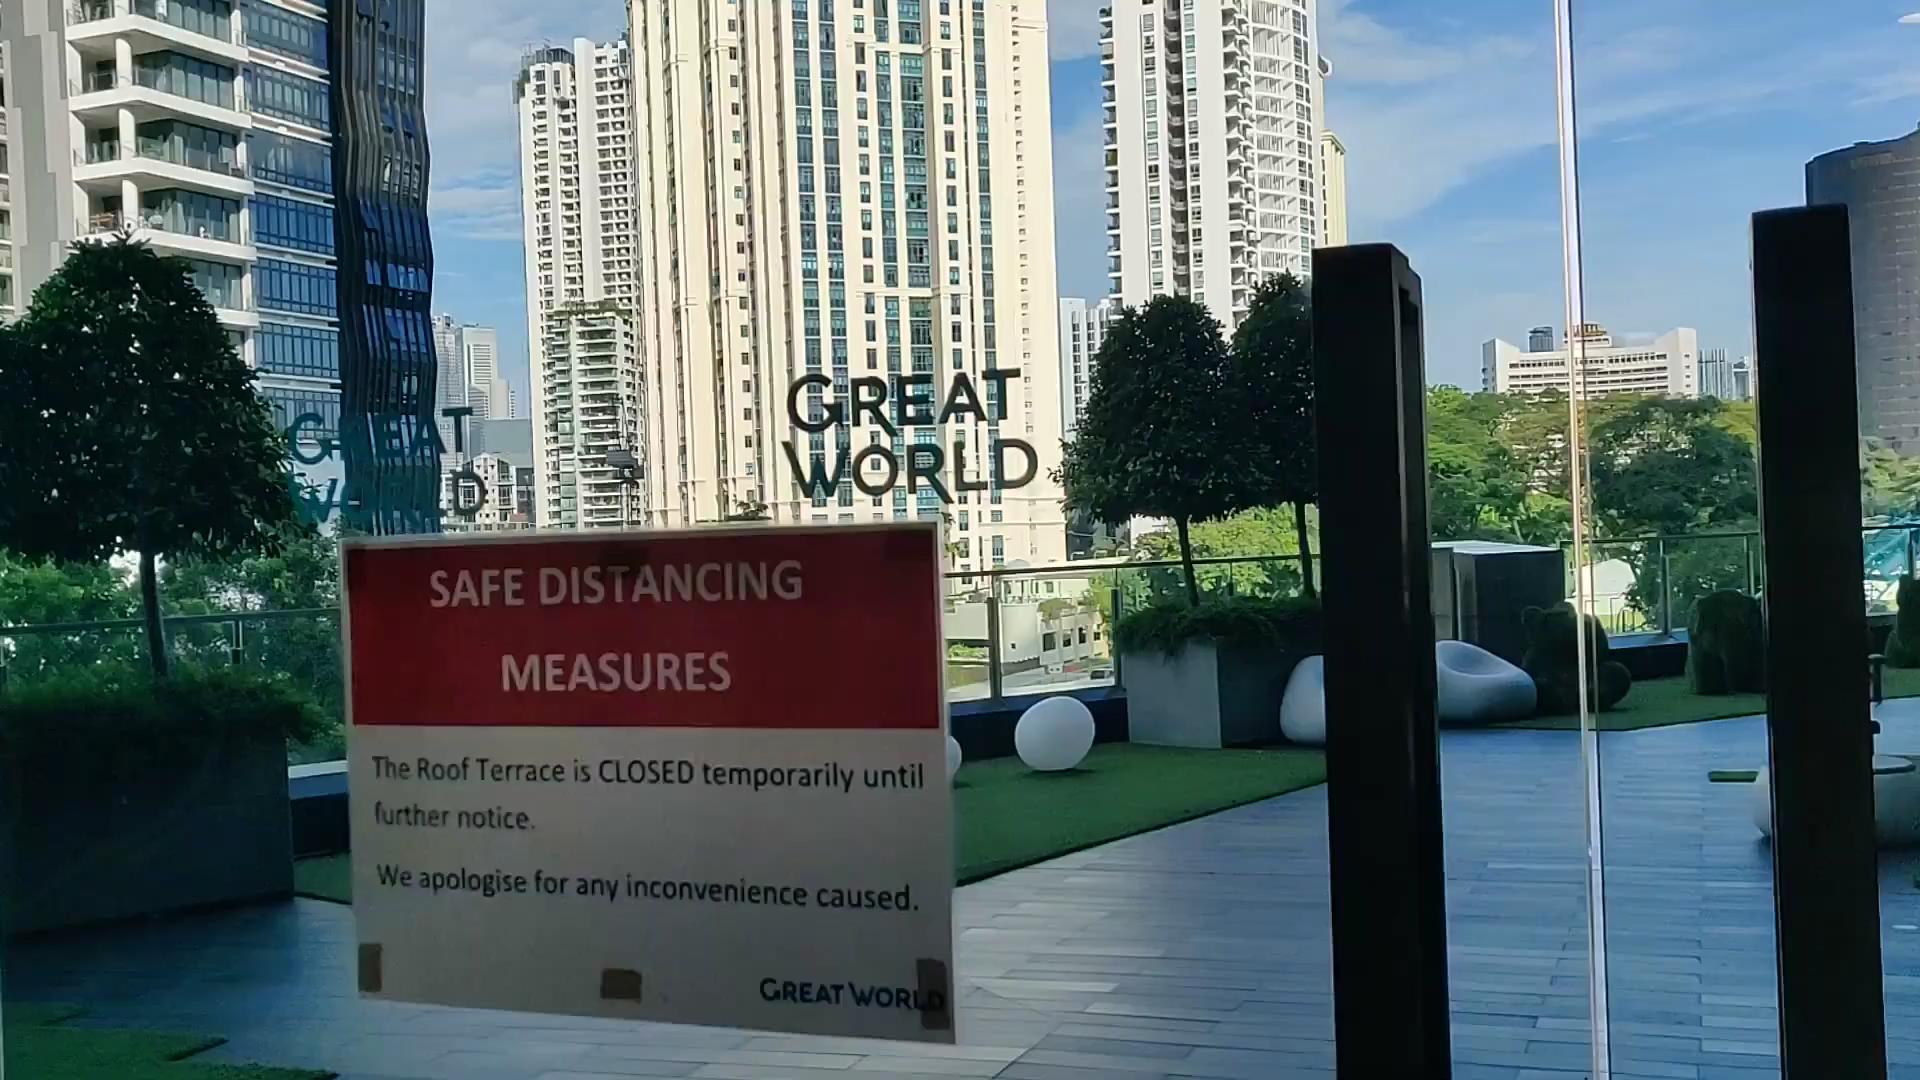 GREAT
WORLD
GREAT
WORLD
SAFE DISTANCING
MEASURES
The Roof Terrace is CLOSED temporarily until
further notice.
We apologise for any inconvenience caused.
GREAT WORLD